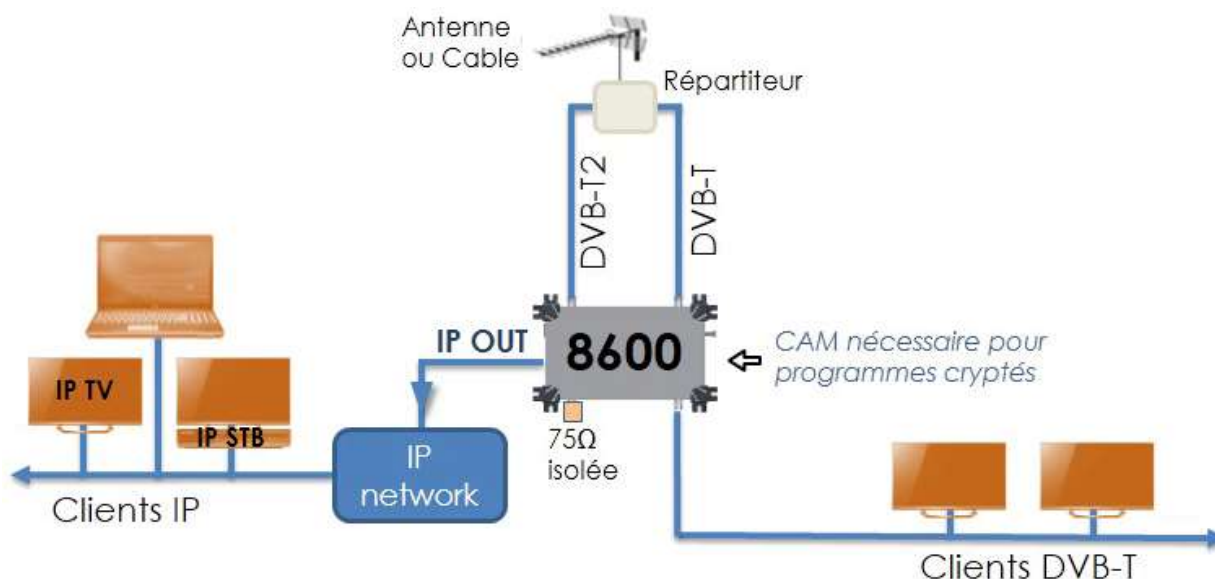 Antenne
ou Cable
Répartiteur
DVB-T2
DVB-T
IP OUT
8600
CAM nécessaire pour
programmes cryptés
IP TV
IP STB
75Ω
isolée
IP
network
Clients IP
Clients DVB-T